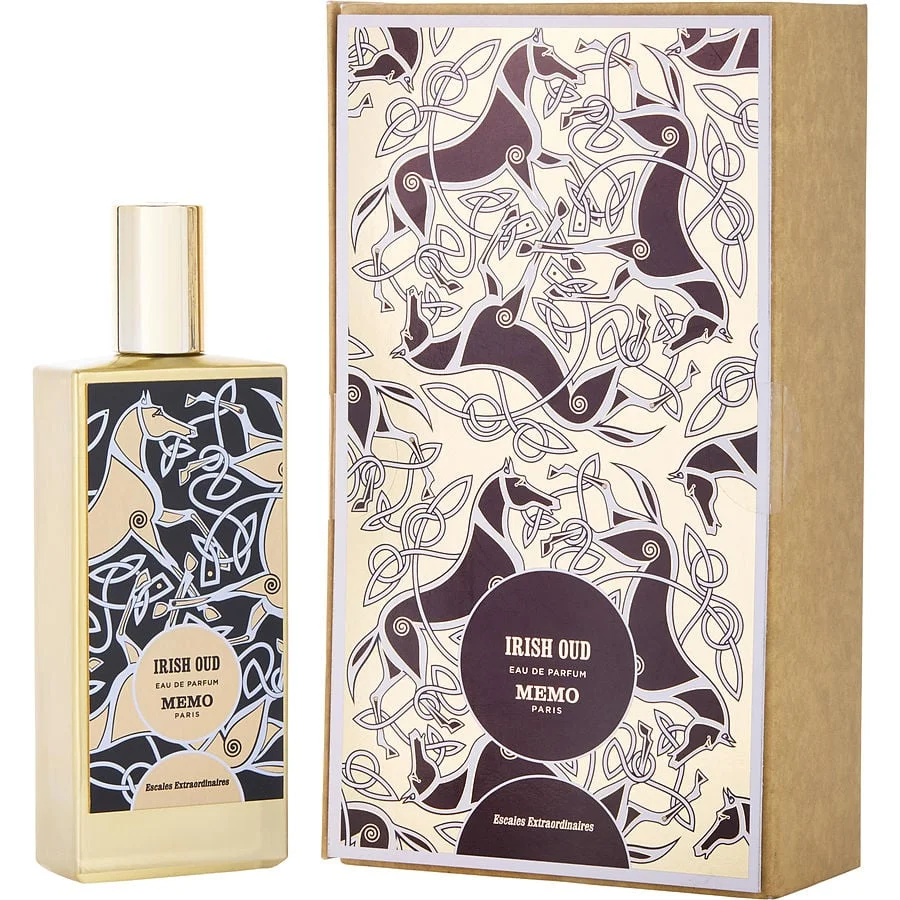 IRISH OUD
EAU DE PARFUM
MEMO
PARIS
Escales Extraordinaires
IRISH OUD
EAU DE PARFUM
MEMO
PARIS
Escales Extraordinaires